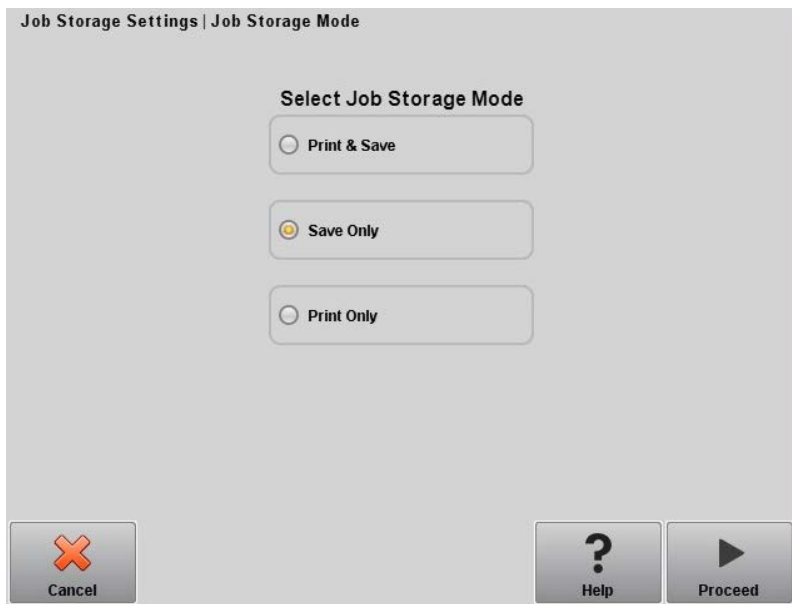 Job Storage Settings | Job Storage Mode
Select Job Storage Mode
Print & Save
Save Only
Print Only
Cancel
Help
Proceed